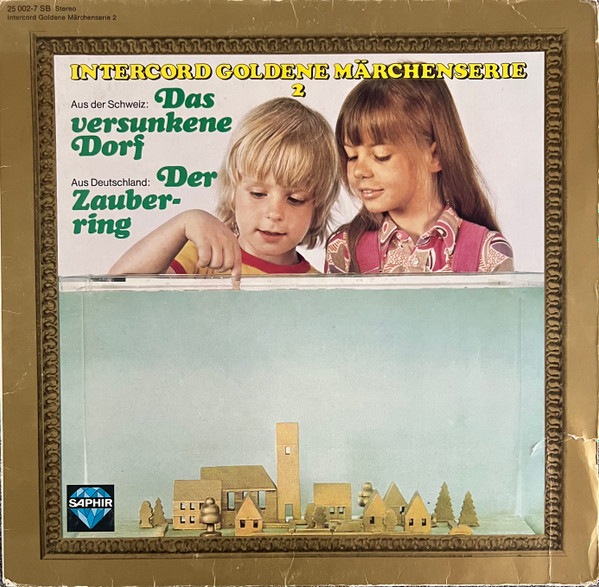 25 002-7 SB Stereo
Intercord Goldene Märchenserie 2
INTERCORD GOLDENE MÄRCHENSERIE
2
Aus der Schweiz: Das
versunkene
Dorf
Aus Deutschland: Der
Zauber-
ring
SAPHIR